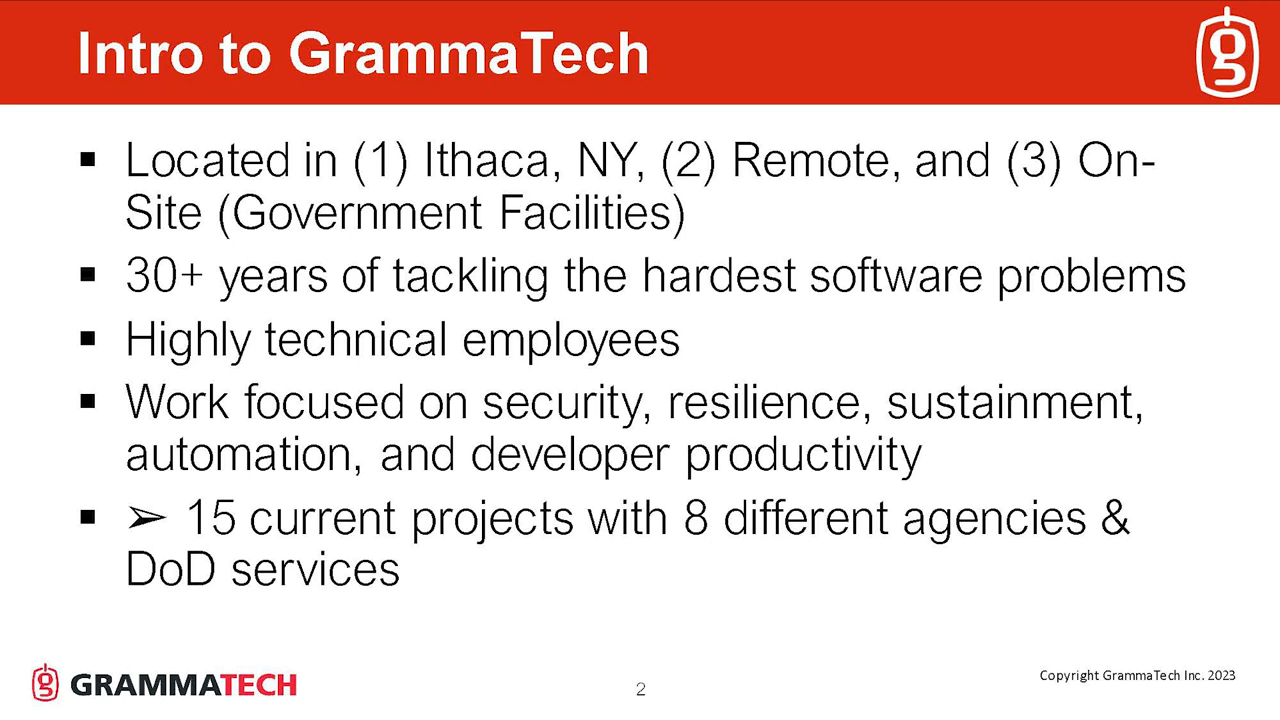 Intro to GrammaTech
▪ Located in (1) Ithaca, NY, (2) Remote, and (3) On-
Site (Government Facilities)
▪ 30+ years of tackling the hardest software problems
▪ Highly technical employees
▪ Work focused on security, resilience, sustainment,
automation, and developer productivity
▪ ➢ 15 current projects with 8 different agencies &
DoD services
GRAMMATECH
2
Copyright GrammaTech Inc. 2023